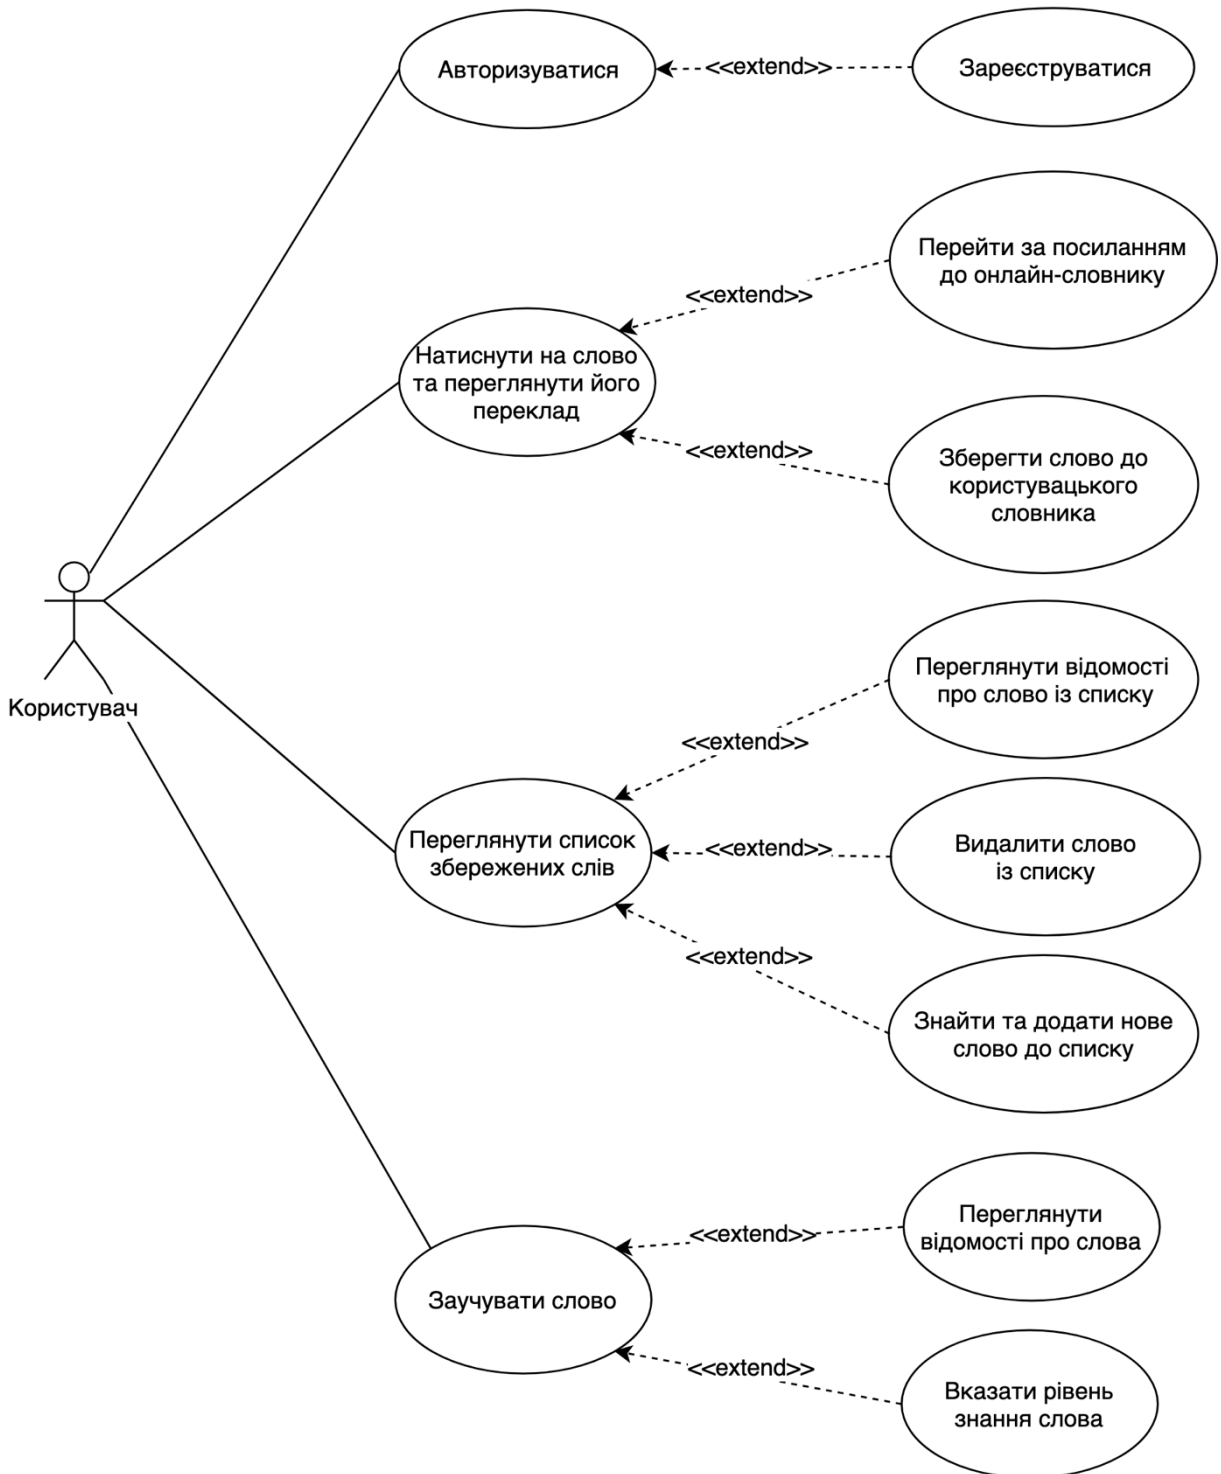 Авторизуватися
<<extend>>
Зареєструватися
Перейти за посиланням
до онлайн-словнику
<<extend>>
Натиснути на слово
та переглянути його
переклад
<<extend>>
Зберегти слово до
користувацького
словника
Користувач
Переглянути відомості
про слово із списку
<<extend>>
Переглянути список
збережених слів
<<extend>>
Видалити слово
із списку
<<extend>>
Знайти та додати нове
слово до списку
Заучувати слово
<<extend>>
Переглянути
відомості про слова
<<extend>>
Вказати рівень
знання слова